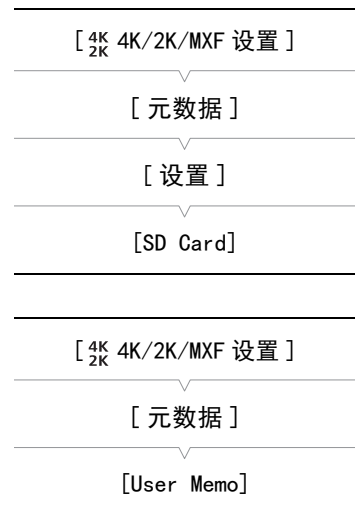 [ 4K 2K 4K/2K/MXF 设置 ]
[ 元数据 ]
[ 设置 ]
[SD Card]
[ 4K 2K 4K/2K/MXF 设置 ]
[ 元数据 ]
[User Memo]